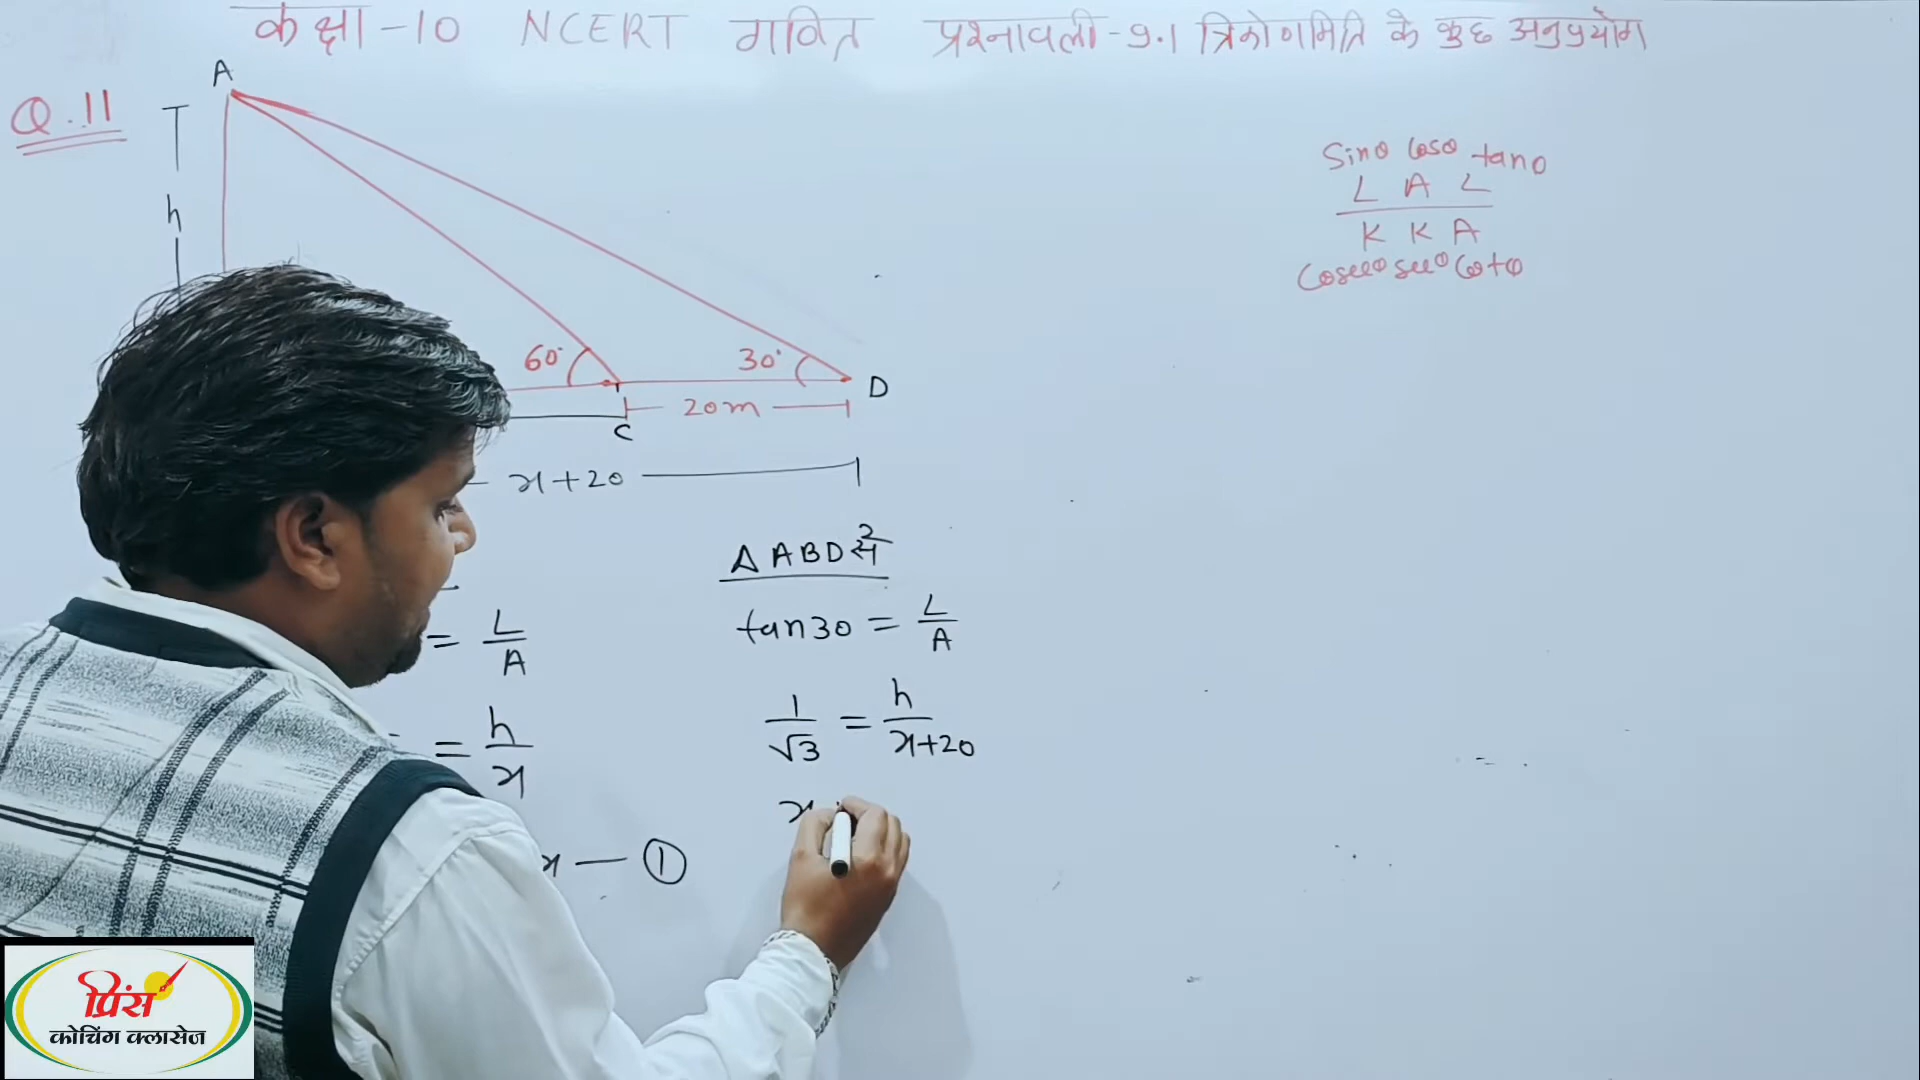 कक्षा-10 NCERT गणित प्रश्नावली-9.1 त्रिकोणमिति के कुछ अनुप्रयोग
Q.11
A
h
60°
30°
20m
D
C
x+20
Sinθ Cosθ tanθ
L A L
K K A
Cosecθ secθ Cotθ
Δ ABD से
= L/A
tan30 = L/A
= h/x
1/√3 = h/x+20
x — ①
x
प्रिंस
कोचिंग क्लासेज